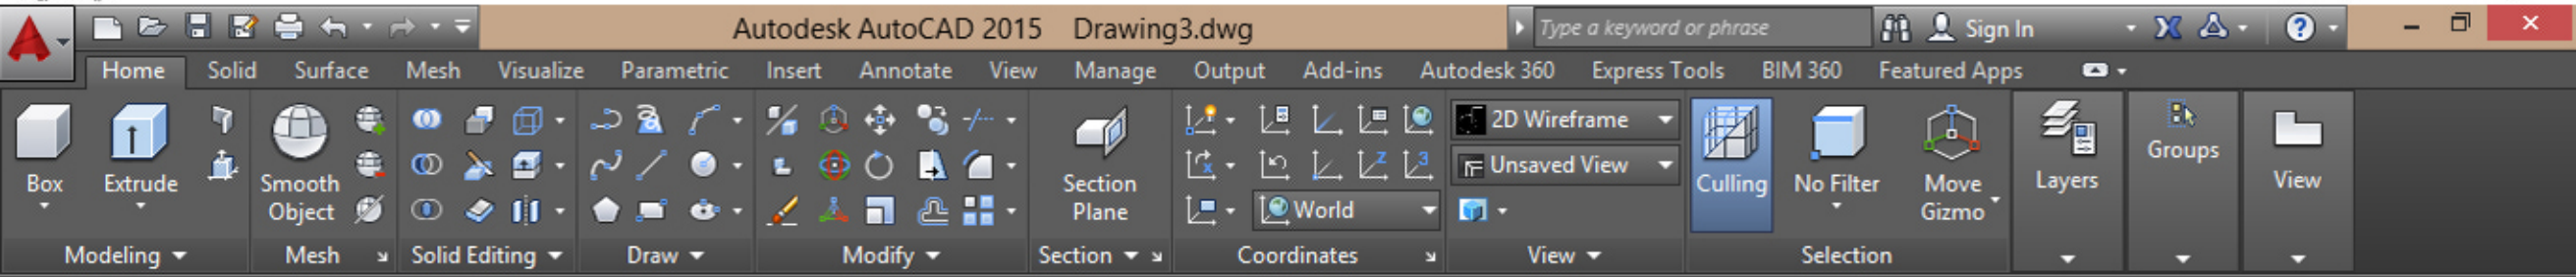 Autodesk AutoCAD 2015 Drawing3.dwg
Type a keyword or phrase
Sign In
Home Solid Surface Mesh Visualize Parametric Insert Annotate View Manage Output Add-ins Autodesk 360 Express Tools BIM 360 Featured Apps
Box
Extrude
Smooth
Object
Section
Plane
World
2D Wireframe
Unsaved View
Culling
No Filter
Move
Gizmo
Layers
Groups
View
Modeling Mesh Solid Editing Draw Modify Section Coordinates View Selection